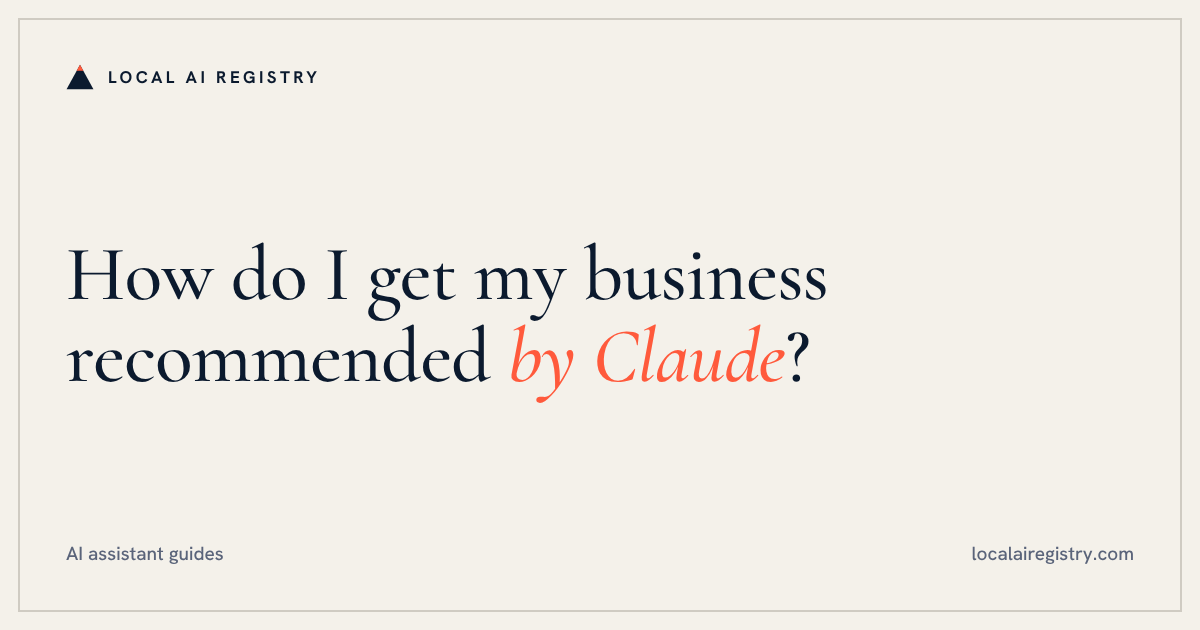 LOCAL AI REGISTRY
How do I get my business
recommended by Claude?
AI assistant guides
localairegistry.com